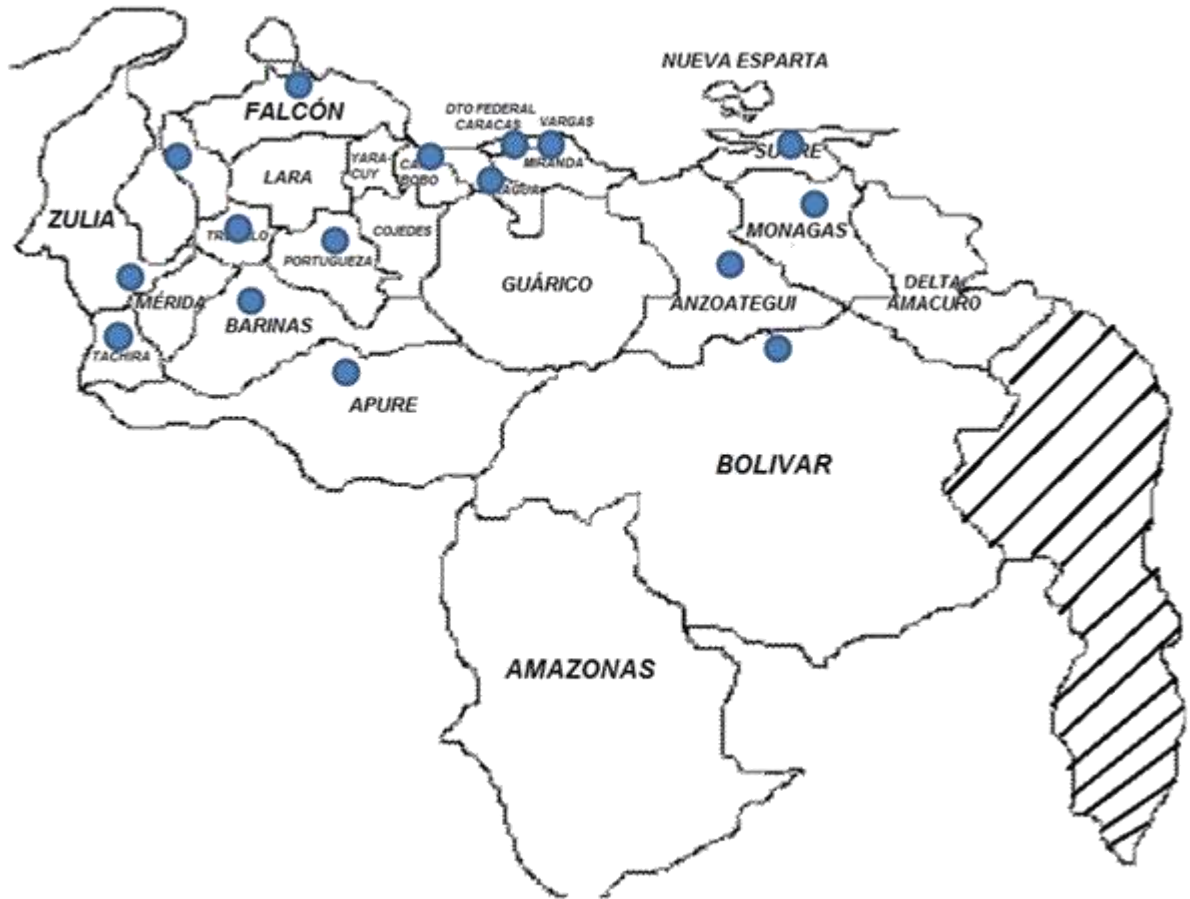 NUEVA ESPARTA
FALCÓN
DTO FEDERAL
CARACAS
VARGAS
MIRANDA
YARA-
CUY
BOBO
LARA
ZULIA
COJEDES
PORTUGUEZA
MONAGAS
GUÁRICO
DELTA
AMACURO
MÉRIDA
ANZOATEGUI
BARINAS
TACHIRA
APURE
BOLIVAR
AMAZONAS